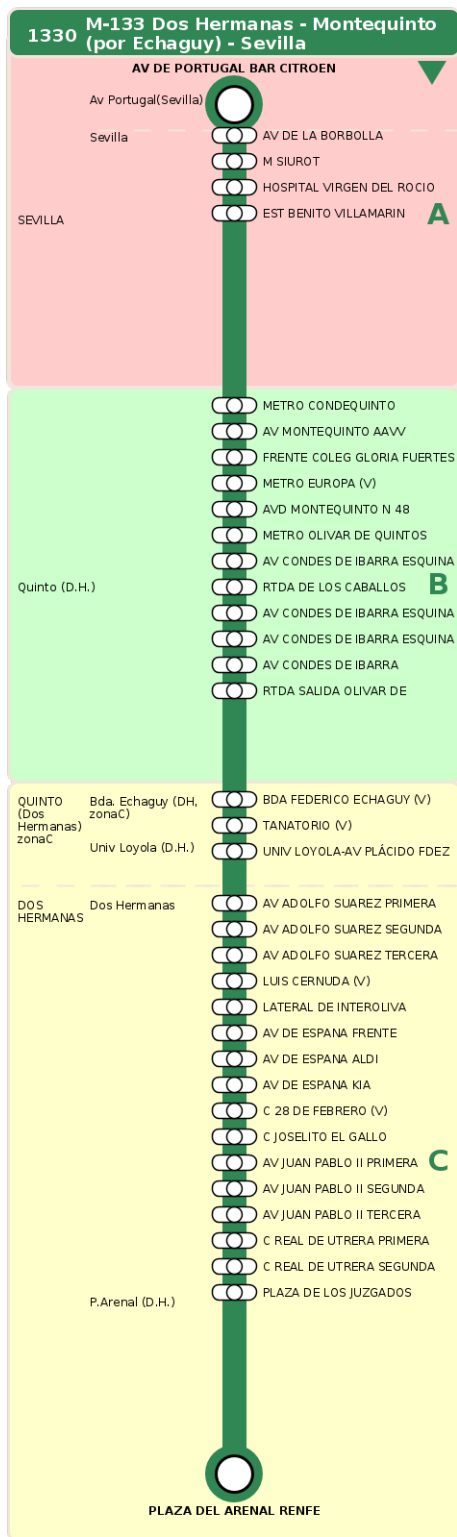 1330
M-133 Dos Hermanas - Montequinto
(por Echaguy) - Sevilla
AV DE PORTUGAL BAR CITROEN
Av Portugal(Sevilla)
Sevilla
AV DE LA BORBOLLA
M SIUROT
HOSPITAL VIRGEN DEL ROCIO
EST BENITO VILLAMARIN
A
SEVILLA
METRO CONDEQUINTO
AV MONTEQUINTO AAVV
FRENTE COLEG GLORIA FUERTES
METRO EUROPA (V)
AVD MONTEQUINTO N 48
METRO OLIVAR DE QUINTOS
AV CONDES DE IBARRA ESQUINA
Quinto (D.H.)
RTDA DE LOS CABALLOS
B
AV CONDES DE IBARRA ESQUINA
AV CONDES DE IBARRA ESQUINA
AV CONDES DE IBARRA
RTDA SALIDA OLIVAR DE
QUINTO
(Dos
Hermanas)
zonaC
Bda. Echaguy (DH,
zonaC)
Univ Loyola (D.H.)
BDA FEDERICO ECHAGUY (V)
TANATORIO (V)
UNIV LOYOLA-AV PLÁCIDO FDEZ
DOS
HERMANAS
Dos Hermanas
AV ADOLFO SUAREZ PRIMERA
AV ADOLFO SUAREZ SEGUNDA
AV ADOLFO SUAREZ TERCERA
LUIS CERNUDA (V)
LATERAL DE INTEROLIVA
AV DE ESPANA FRENTE
AV DE ESPANA ALDI
AV DE ESPANA KIA
C 28 DE FEBRERO (V)
C JOSELITO EL GALLO
AV JUAN PABLO II PRIMERA
C
AV JUAN PABLO II SEGUNDA
AV JUAN PABLO II TERCERA
C REAL DE UTRERA PRIMERA
C REAL DE UTRERA SEGUNDA
PLAZA DE LOS JUZGADOS
P.Arenal (D.H.)
PLAZA DEL ARENAL RENFE